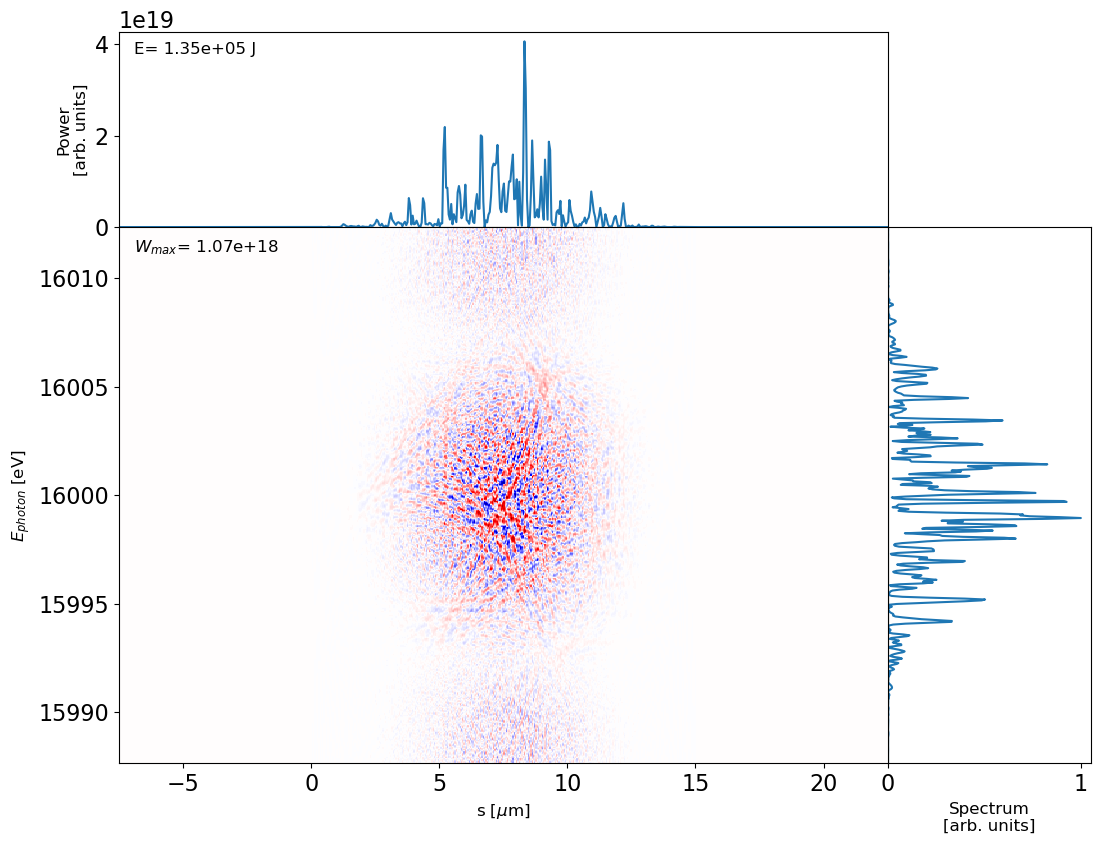 1e19
E= 1.35e+05 J
4
2
0
Power
[arb. units]
W_max= 1.07e+18
16010
16005
16000
15995
15990
E_photon [eV]
−5
0
5
10
15
20
0
1
s [μm]
Spectrum
[arb. units]